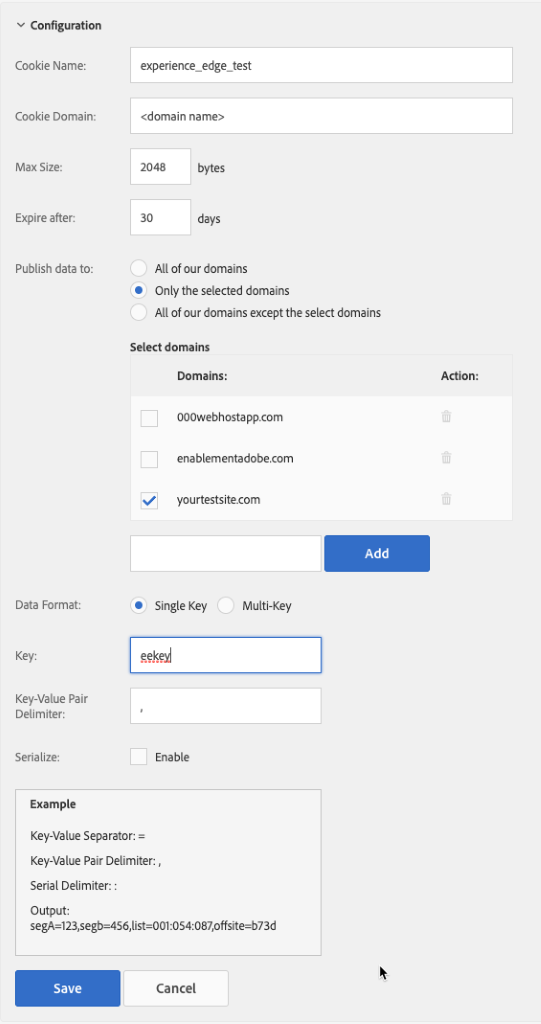 Configuration
Cookie Name: experience_edge_test
Cookie Domain: <domain name>
Max Size: 2048 bytes
Expire after: 30 days
Publish data to: All of our domains
Only the selected domains
All of our domains except the select domains
Select domains
Domains: Action:
000webhostapp.com
enablementadobe.com
yourtestsite.com
Add
Data Format: Single Key Multi-Key
Key: eekey
Key-Value Pair
Delimiter: ,
Serialize: Enable
Example
Key-Value Separator: =
Key-Value Pair Delimiter: ,
Serial Delimiter: :
Output:
segA=123,segb=456,list=001:054:087,offsite=b73d
Save Cancel